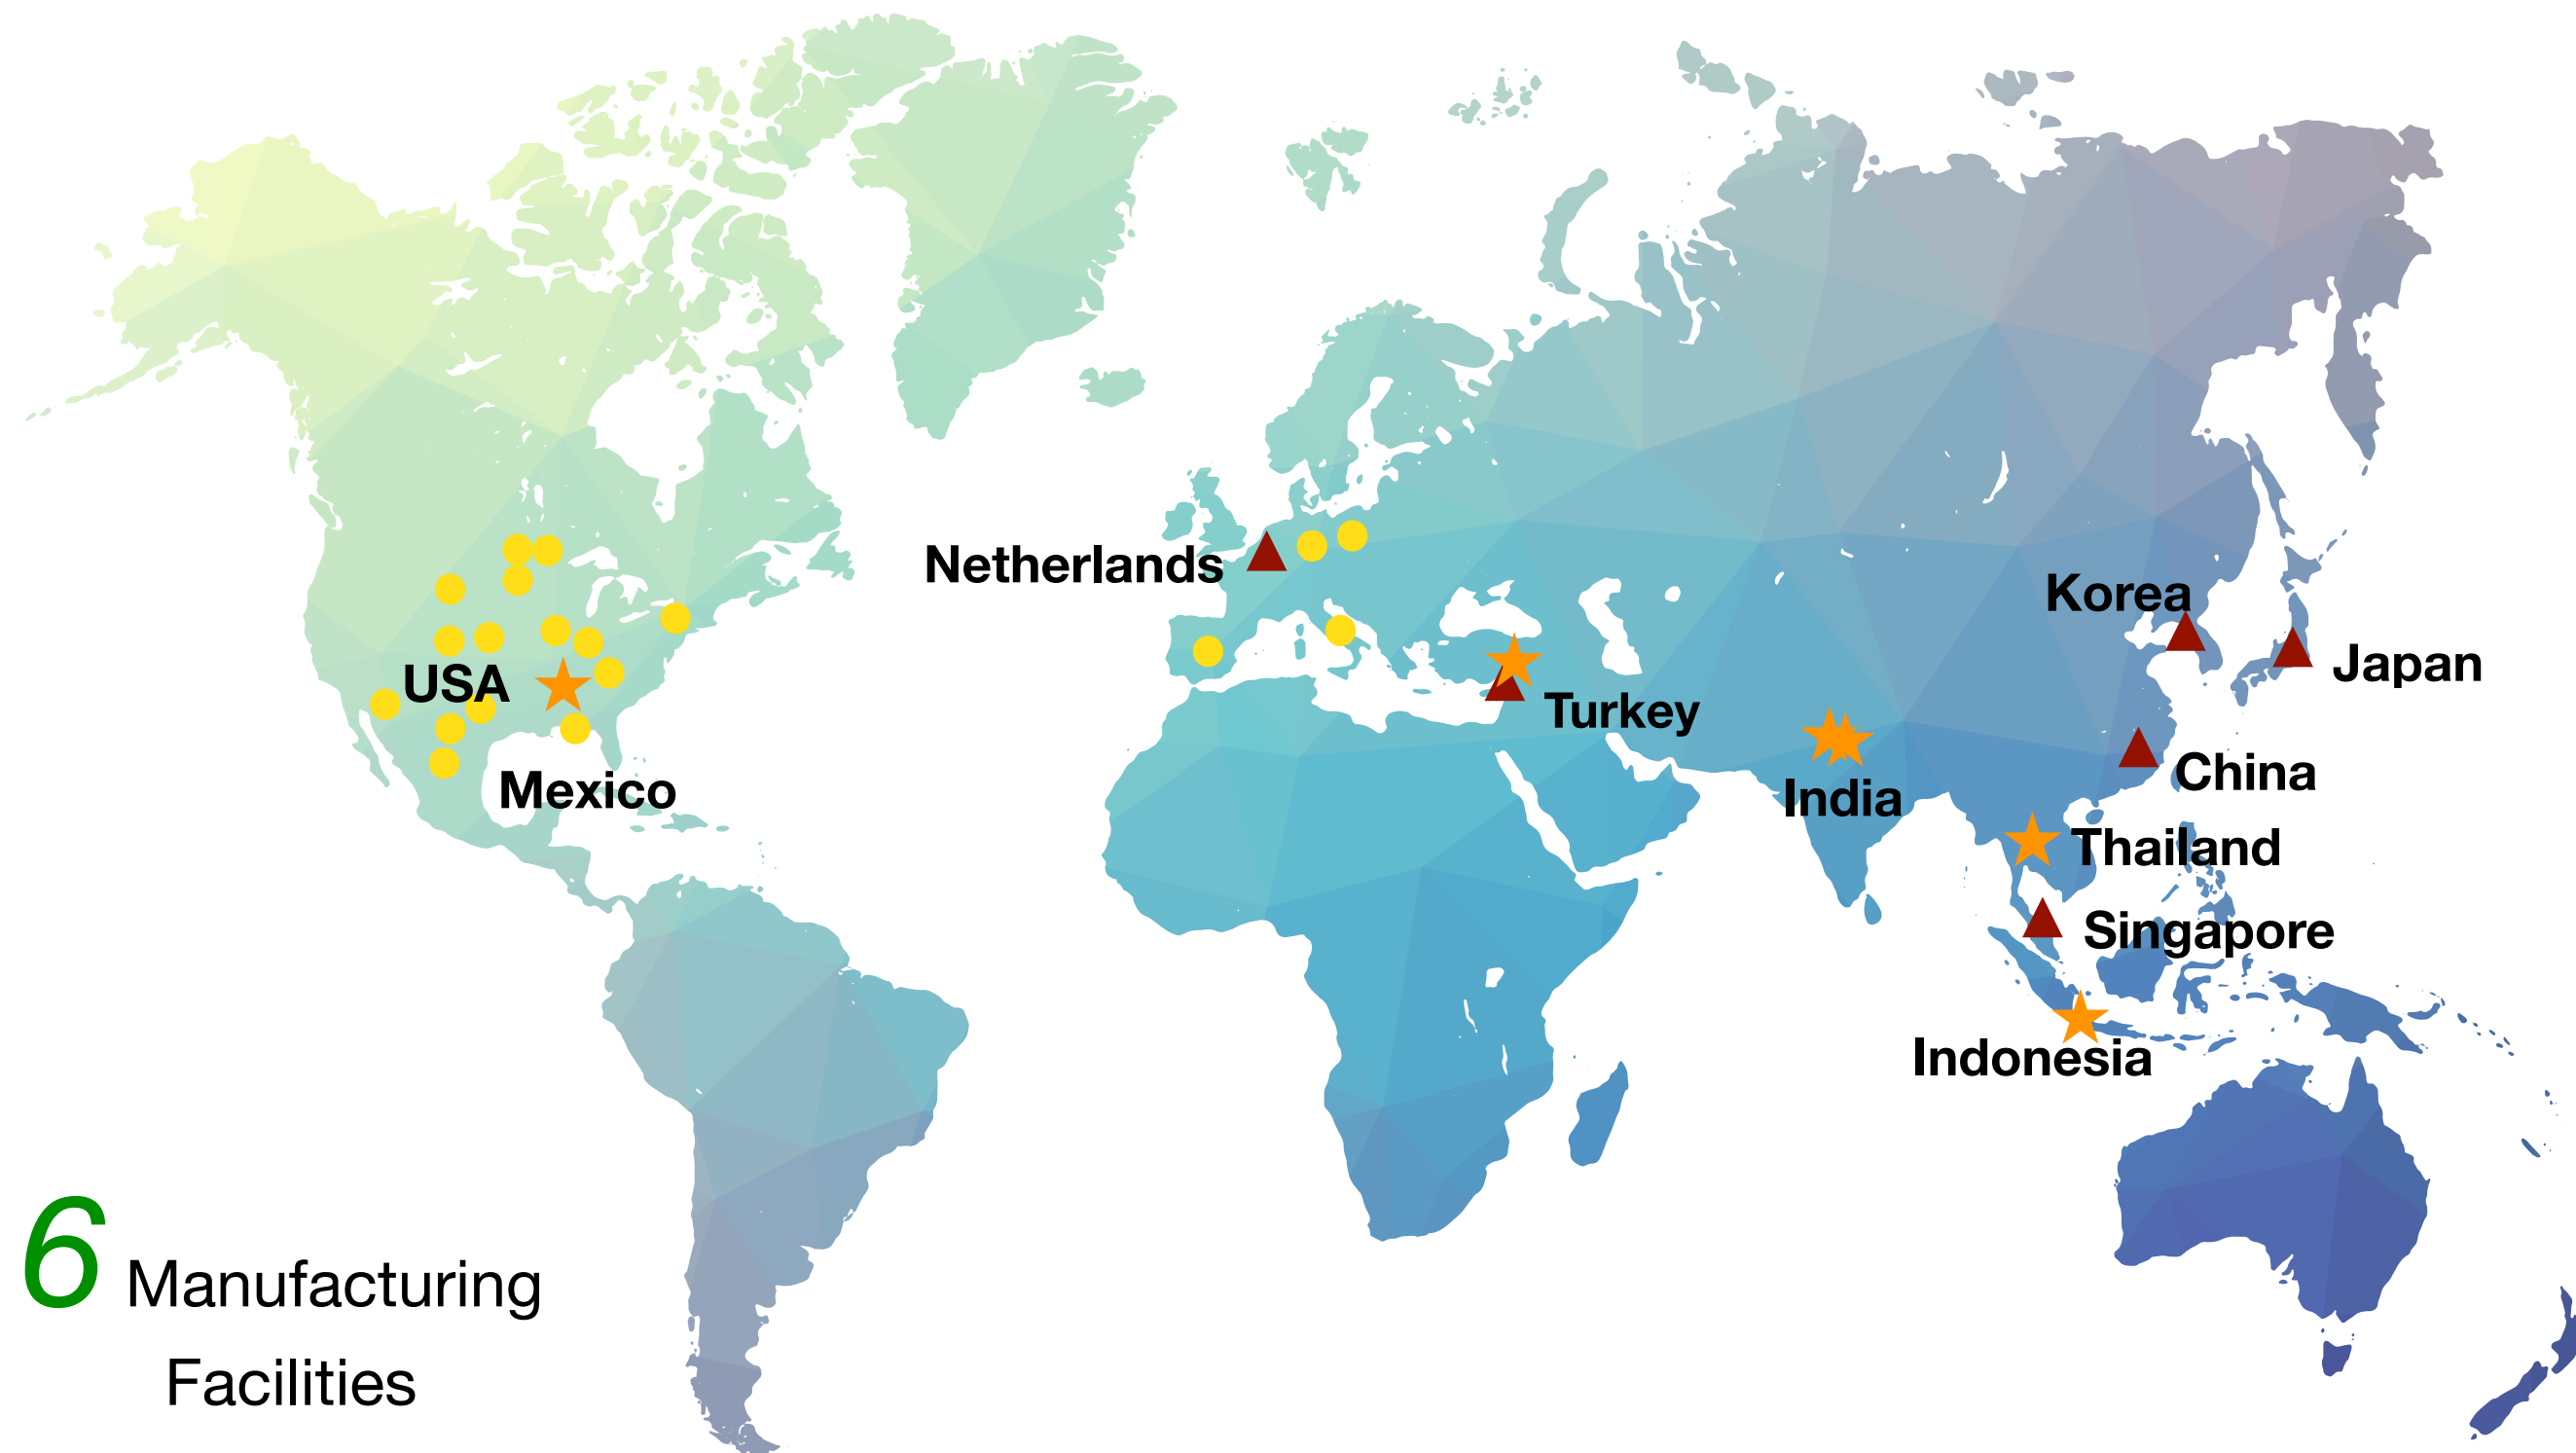 Netherlands
Korea
Japan
USA
Turkey
China
Mexico
India
Thailand
Singapore
Indonesia
6 Manufacturing
Facilities